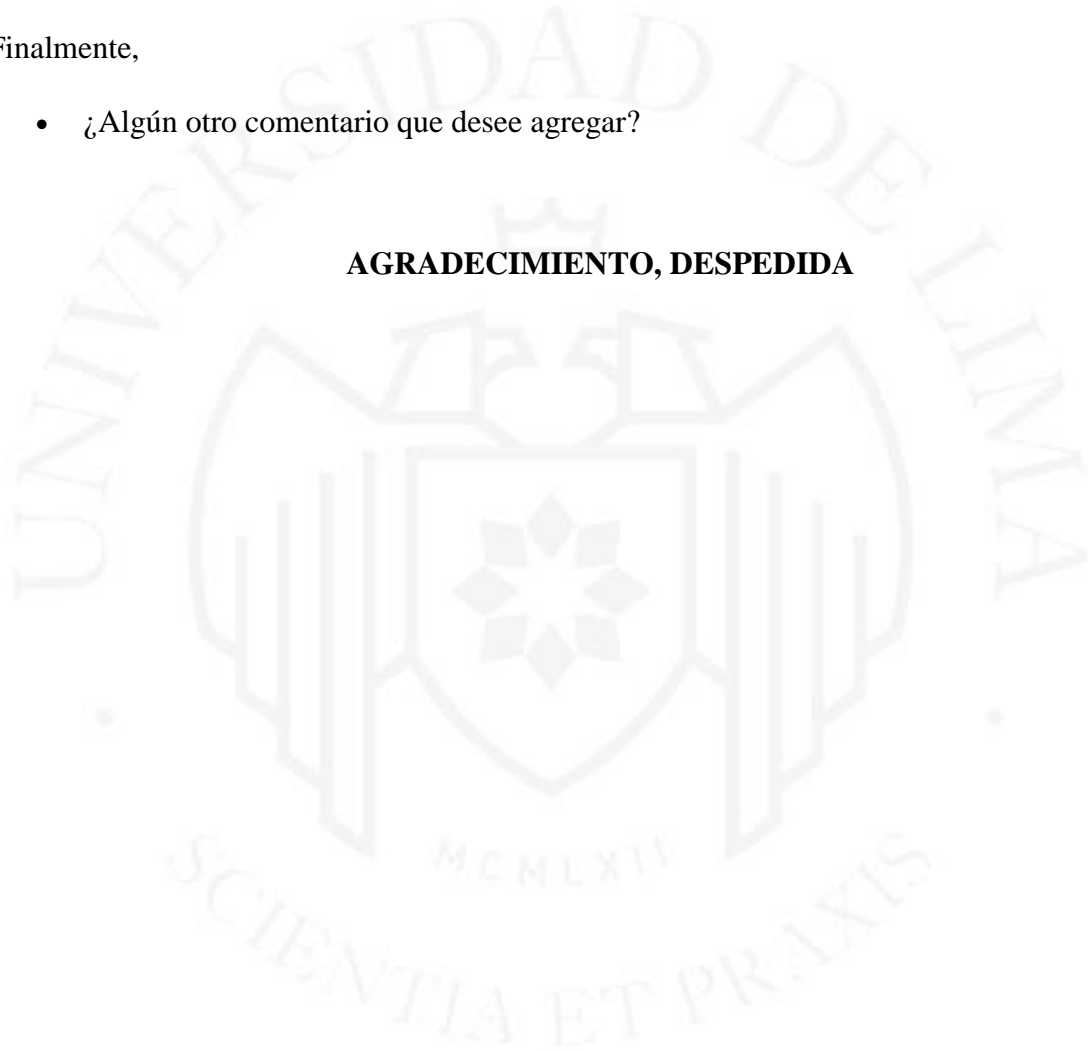 Finalmente,
• ¿Algún otro comentario que desee agregar?
AGRADECIMIENTO, DESPEDIDA
UNIVERSIDAD DE LIMA
MCMLXII
SCIENTIA ET PRAXIS